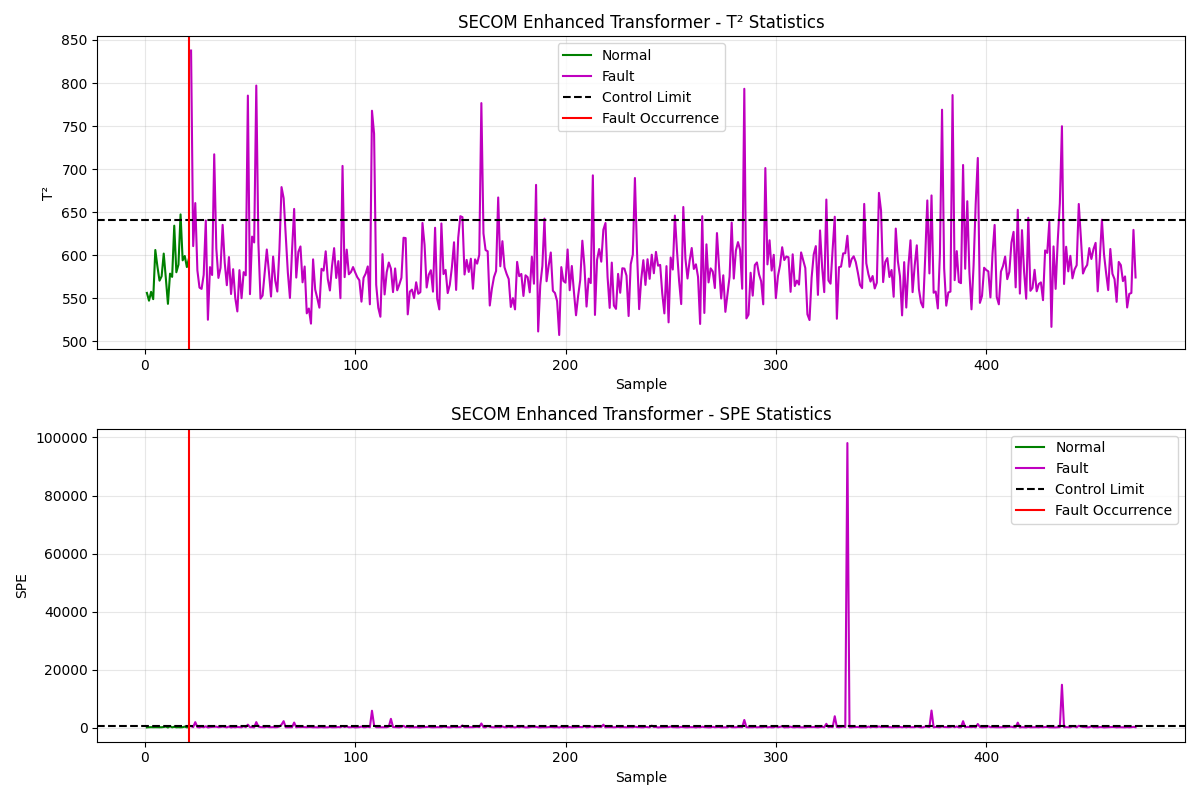 SECOM Enhanced Transformer - T² Statistics
850
800
750
700
650
600
550
500
T²
Normal
Fault
Control Limit
Fault Occurrence
0 100 200 300 400
Sample
SECOM Enhanced Transformer - SPE Statistics
100000
80000
60000
40000
20000
0
SPE
Normal
Fault
Control Limit
Fault Occurrence
0 100 200 300 400
Sample